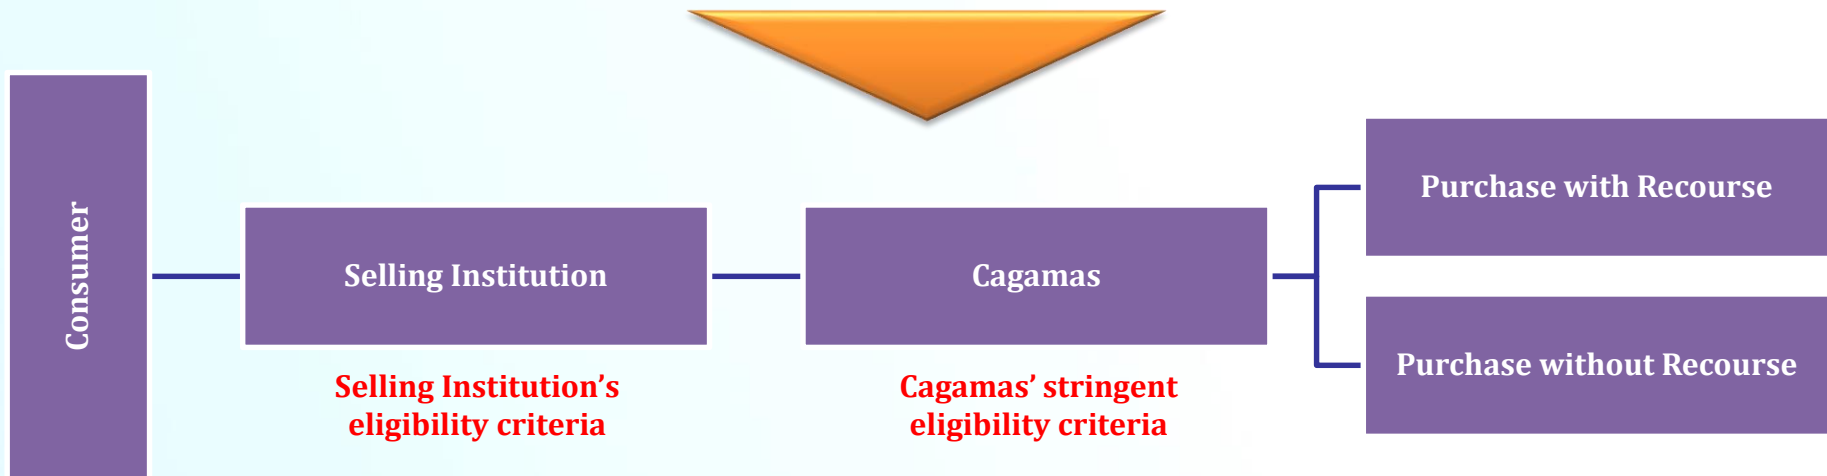 Consumer
Selling Institution
Selling Institution’s
eligibility criteria
Cagamas
Cagamas’ stringent
eligibility criteria
Purchase with Recourse
Purchase without Recourse